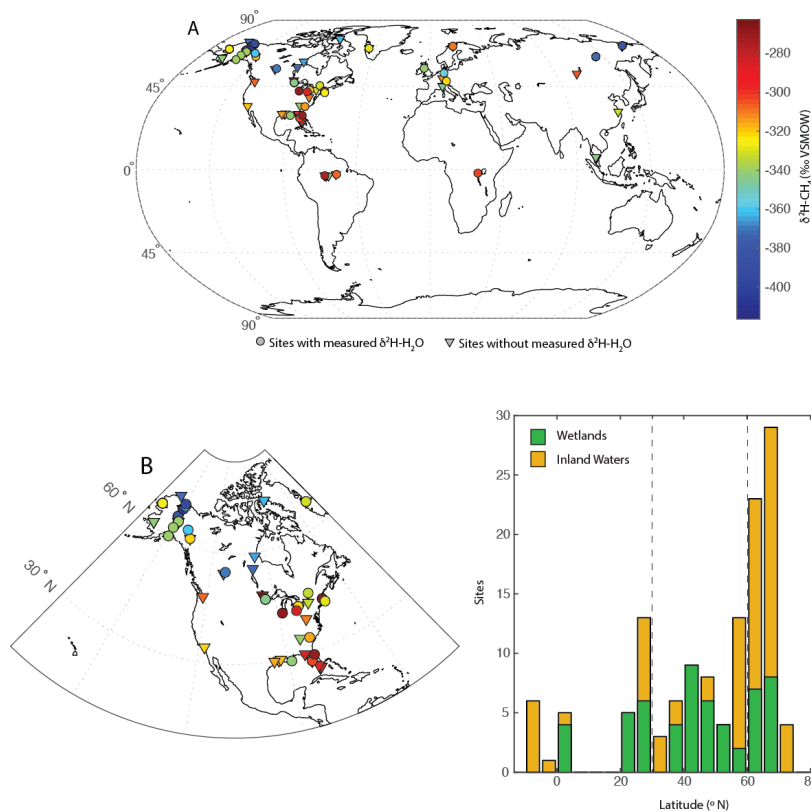 A
90°
45°
0°
45°
90°
-280
-300
-320
-340
-360
-380
-400
δ²H-CH₄ (‰ VSMOW)
Sites with measured δ²H-H₂O
Sites without measured δ²H-H₂O
B
60° N
30° N
30
25
20
15
10
5
0
Sites
Wetlands
Inland Waters
0
20
40
60
8
Latitude (° N)